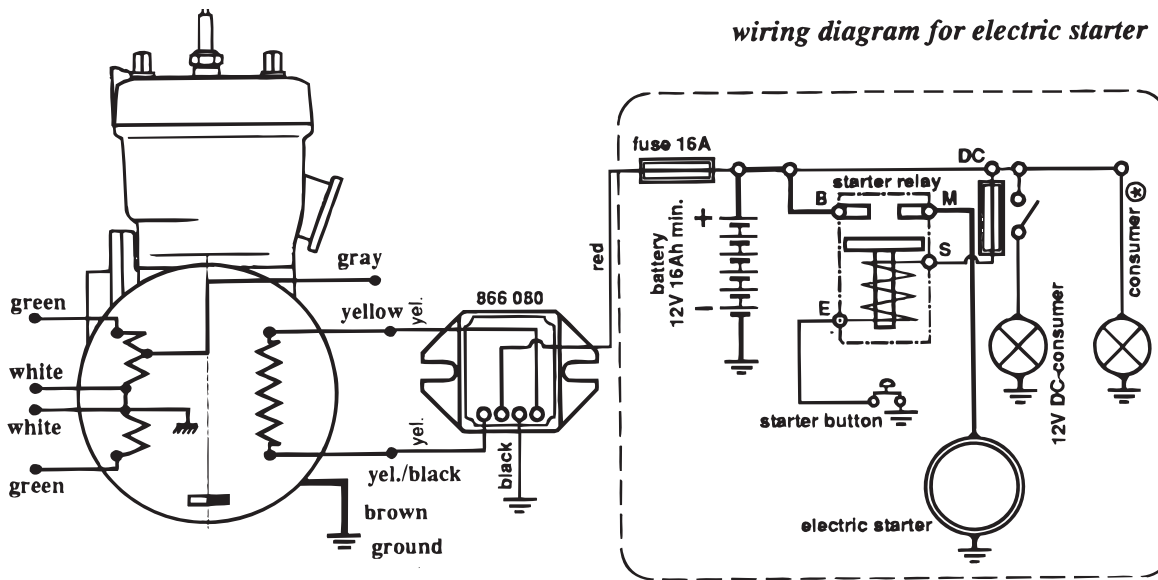 wiring diagram for electric starter
fuse 16A
DC
starter relay
B
M
S
E
+
battery
12V 16Ah min.
−
red
consumer ⊛
12V DC-consumer
starter button
electric starter
gray
green
yellow
yel.
866 080
white
white
green
yel.
yel./black
black
brown
ground